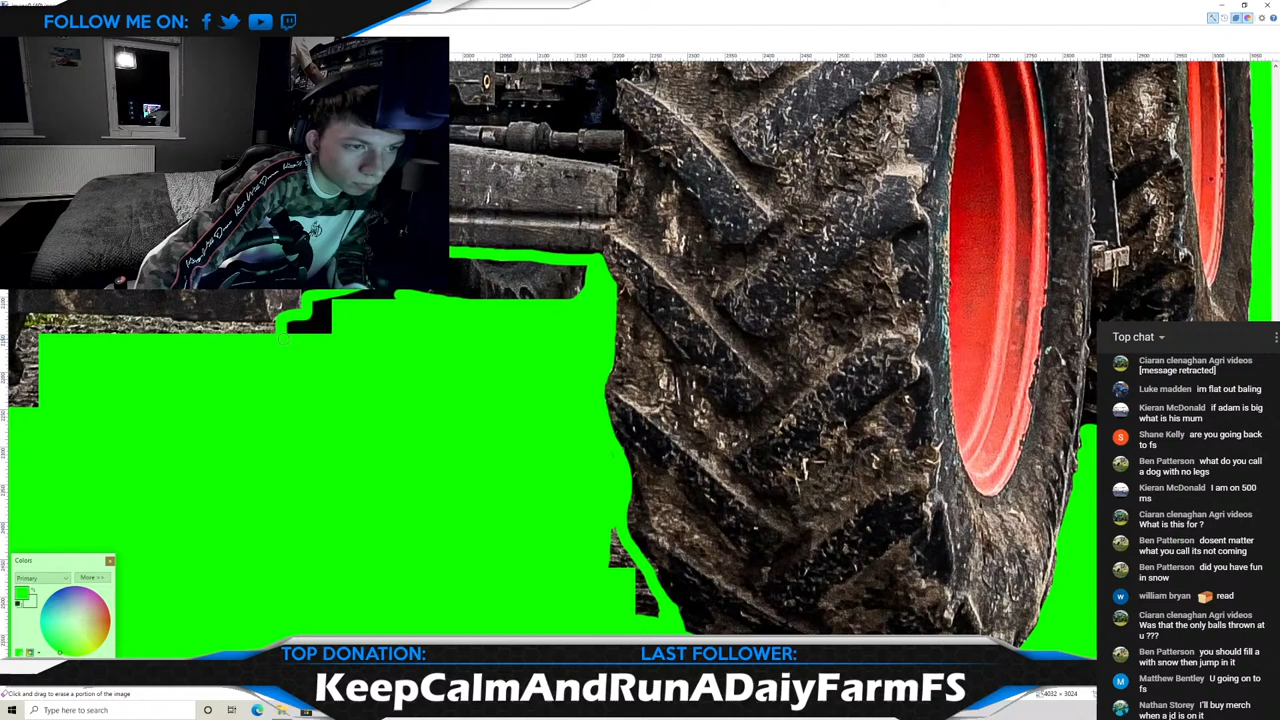 FOLLOW ME ON:
Top chat
Ciaran clenaghan Agri videos
[message retracted]
Luke madden im flat out baling
Kieran McDonald if adam is big
what is his mum
Shane Kelly are you going back
to fs
Ben Patterson what do you call
a dog with no legs
Kieran McDonald I am on 500
ms
Ciaran clenaghan Agri videos
What is this for ?
Ben Patterson dosent matter
what you call its not coming
Ben Patterson did you have fun
in snow
william bryan read
Ciaran clenaghan Agri videos
Was that the only balls thrown at
u ???
Ben Patterson you should fill a
with snow then jump in it
Matthew Bentley U going on to
fs
Nathan Storey I'll buy merch
when a jd is on it
Colors
Primary
More >>
TOP DONATION:
LAST FOLLOWER:
KeepCalmAndRunADaiyFarmFS
Click and drag to erase a portion of the image
4032 × 3024
Type here to search